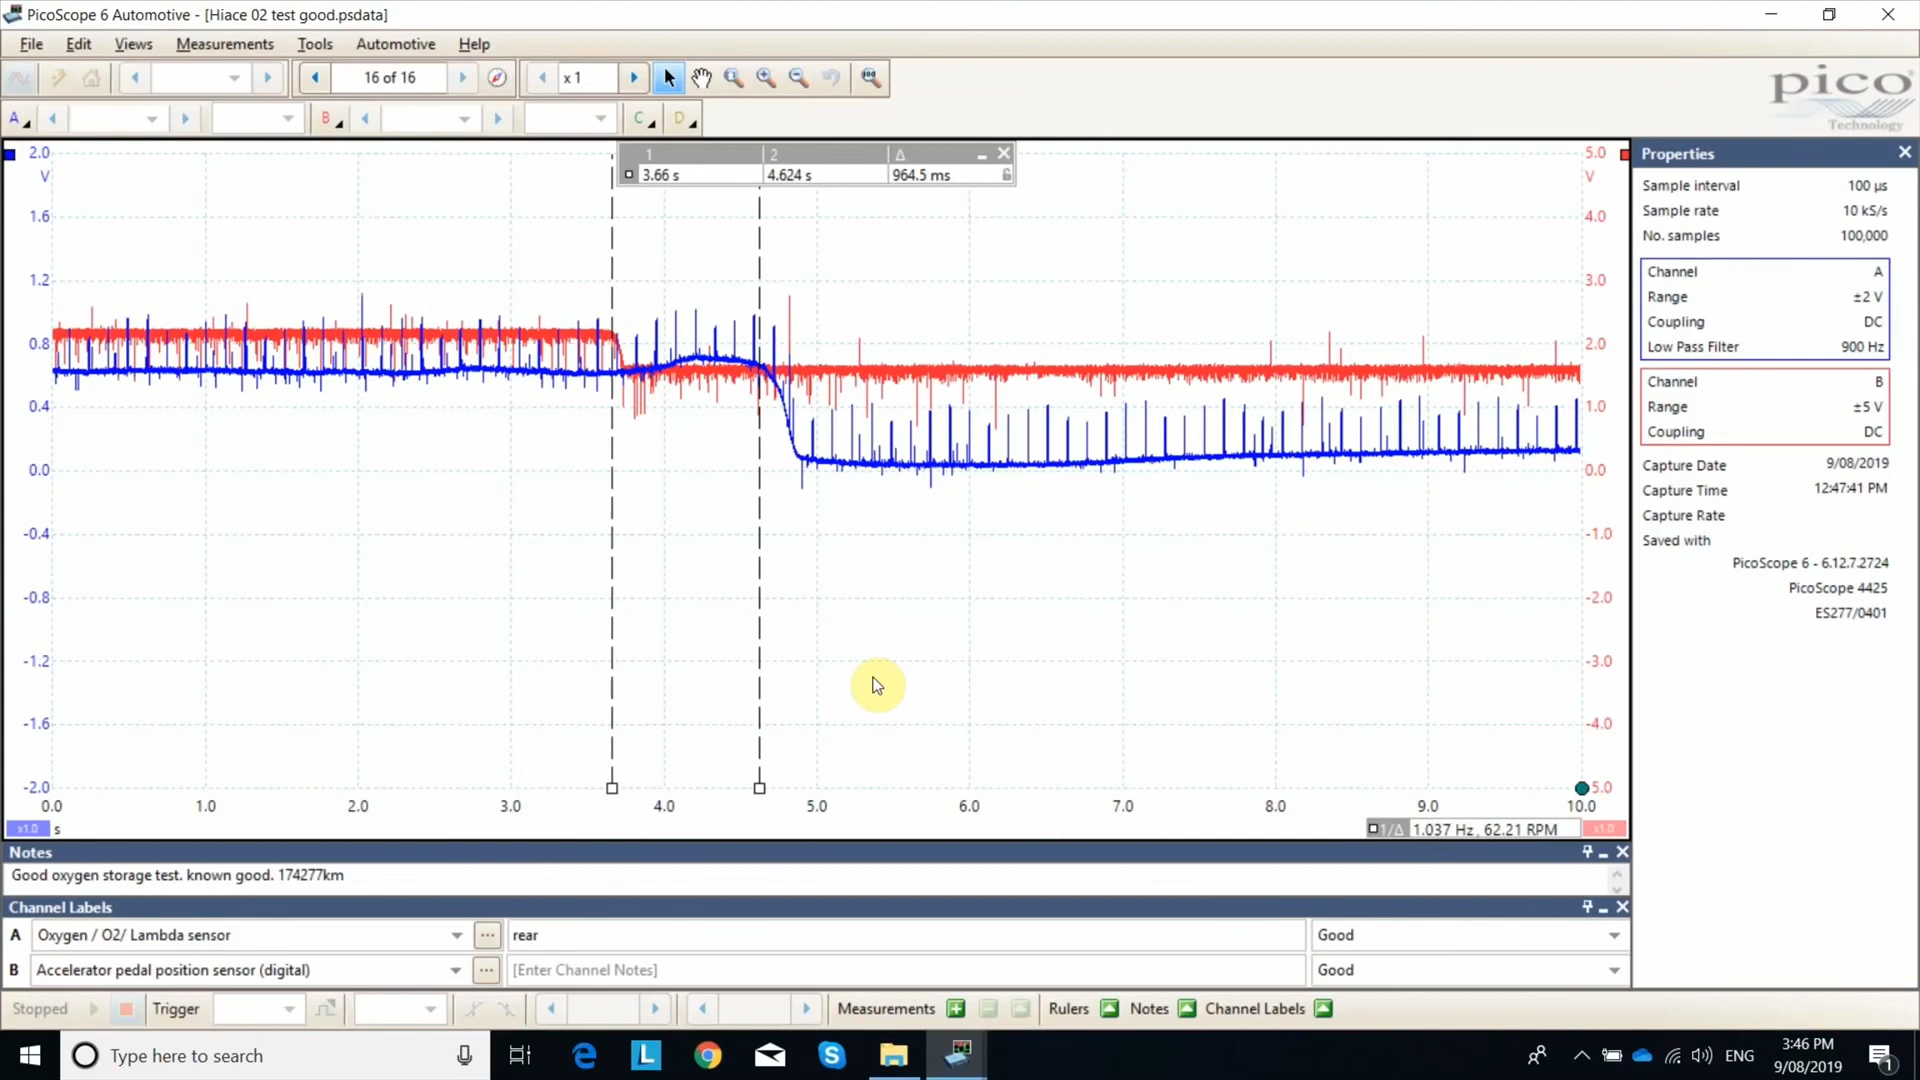 PicoScope 6 Automotive - [Hiace 02 test good.psdata]
File Edit Views Measurements Tools Automotive Help
16 of 16 x 1
pico
Technology
A B C D
1 2 Δ
3.66 s 4.624 s 964.5 ms
2.0
V
1.6
1.2
0.8
0.4
0.0
-0.4
-0.8
-1.2
-1.6
-2.0
5.0
V
4.0
3.0
2.0
1.0
0.0
-1.0
-2.0
-3.0
-4.0
5.0
0.0 1.0 2.0 3.0 4.0 5.0 6.0 7.0 8.0 9.0 10.0
x1.0 s
1/Δ 1.037 Hz, 62.21 RPM x1.0
Properties
Sample interval 100 µs
Sample rate 10 kS/s
No. samples 100,000
Channel A
Range ±2 V
Coupling DC
Low Pass Filter 900 Hz
Channel B
Range ±5 V
Coupling DC
Capture Date 9/08/2019
Capture Time 12:47:41 PM
Capture Rate
Saved with
PicoScope 6 - 6.12.7.2724
PicoScope 4425
ES277/0401
Notes
Good oxygen storage test. known good. 174277km
Channel Labels
A Oxygen / O2/ Lambda sensor ... rear Good
B Accelerator pedal position sensor (digital) ... [Enter Channel Notes] Good
Stopped Trigger Measurements Rulers Notes Channel Labels
Type here to search
ENG
3:46 PM
9/08/2019
1